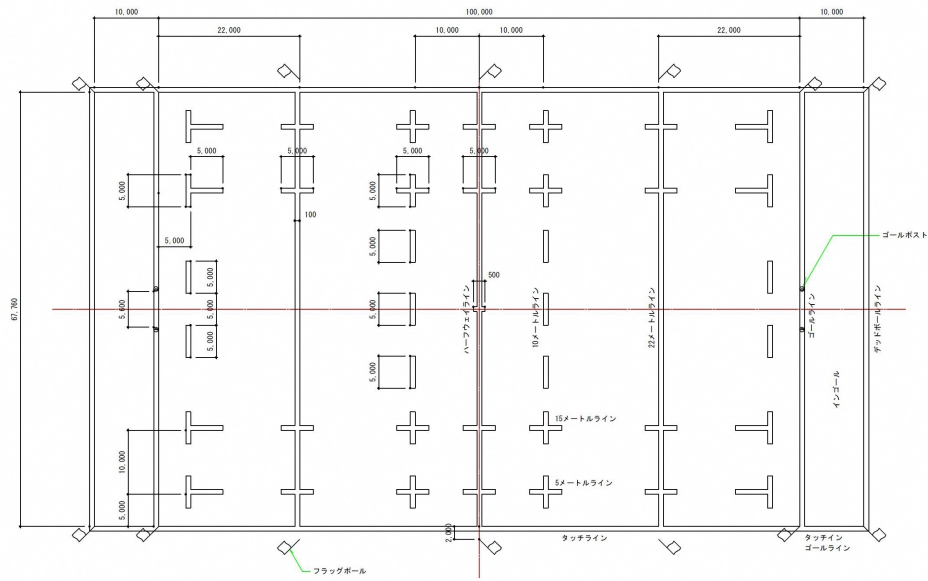 10,000
100,000
10,000
22,000
10,000
10,000
22,000
5,000
5,000
5,000
5,000
5,000
5,000
100
5,000
5,000
ゴールポスト
5,000
500
67,760
5,600
5,000
5,000
ハーフウェイライン
10メートルライン
22メートルライン
ゴールライン
デッドボールライン
5,000
5,000
インゴール
15メートルライン
10,000
5メートルライン
5,000
2,000
タッチライン
タッチイン
ゴールライン
フラッグポール